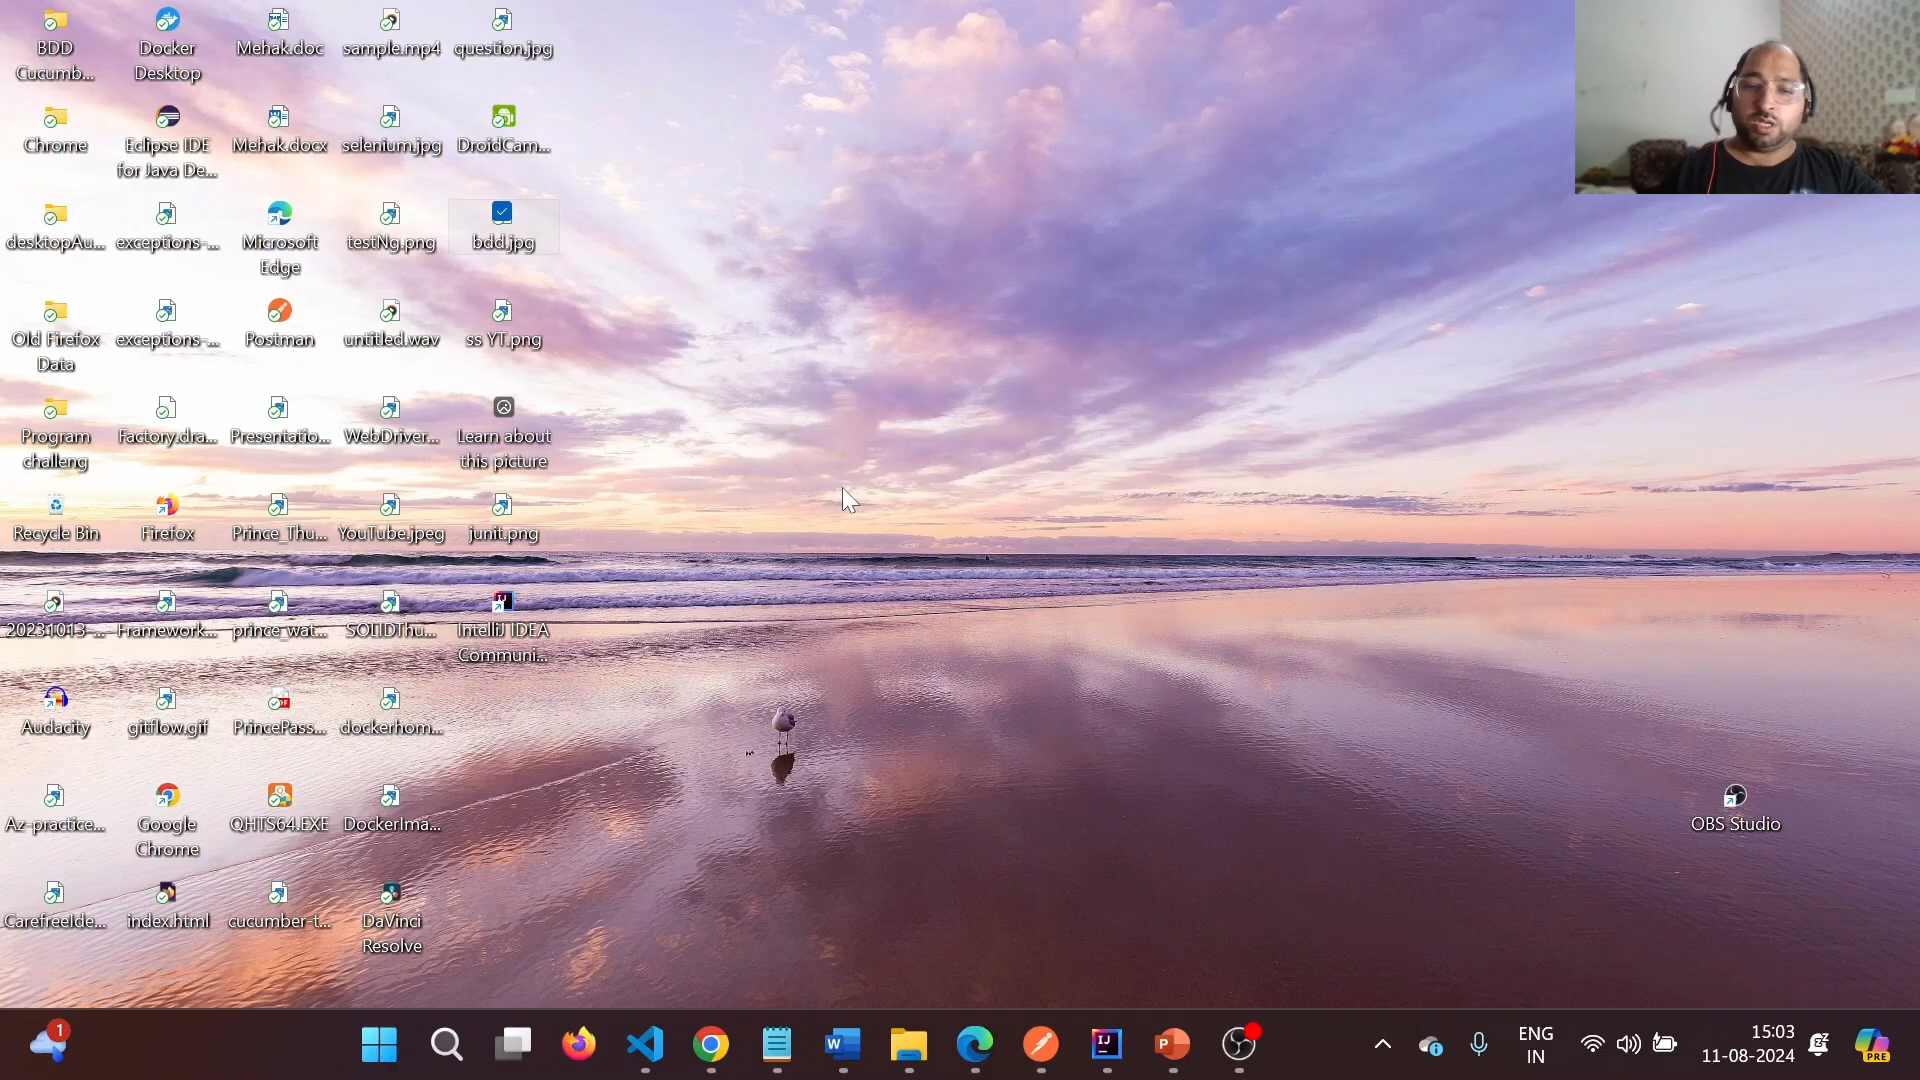 BDD
Cucumb...
Docker
Desktop
Mehak.doc
sample.mp4
question.jpg
Chrome
Eclipse IDE
for Java De...
Mehak.docx
selenium.jpg
DroidCam...
desktopAu...
exceptions-...
Microsoft
Edge
testNg.png
bdd.jpg
Old Firefox
Data
exceptions-...
Postman
untitled.wav
ss YT.png
Program
challeng
Factory.dra...
Presentatio...
WebDriver...
Learn about
this picture
Recycle Bin
Firefox
Prince_Thu...
YouTube.jpeg
junit.png
20231013-...
Framework...
prince_wat...
SOLIDThu...
IntelliJ IDEA
Communi...
Audacity
gitflow.gif
PrincePass...
dockerhom...
Az-practice...
Google
Chrome
QHTS64.EXE
DockerIma...
OBS Studio
CarefreeIde...
index.html
cucumber-t...
DaVinci
Resolve
1
ENG
IN
15:03
11-08-2024
PRE